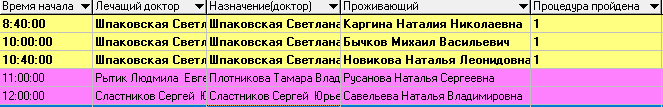 Время начала Лечащий доктор Назначение(доктор) Проживающий Процедура пройдена
8:40:00 Шпаковская Светл Шпаковская Светлана Каргина Наталия Николаевна 1
10:00:00 Шпаковская Светл Шпаковская Светлана Бычков Михаил Васильевич 1
10:40:00 Шпаковская Светл Шпаковская Светлана Новикова Наталья Леонидовна 1
11:00:00 Рытик Людмила Евге Плотникова Тамара Влад Русанова Наталья Сергеевна
12:00:00 Сластников Сергей Ю Сластников Сергей Юрье Савельева Наталья Владимировна